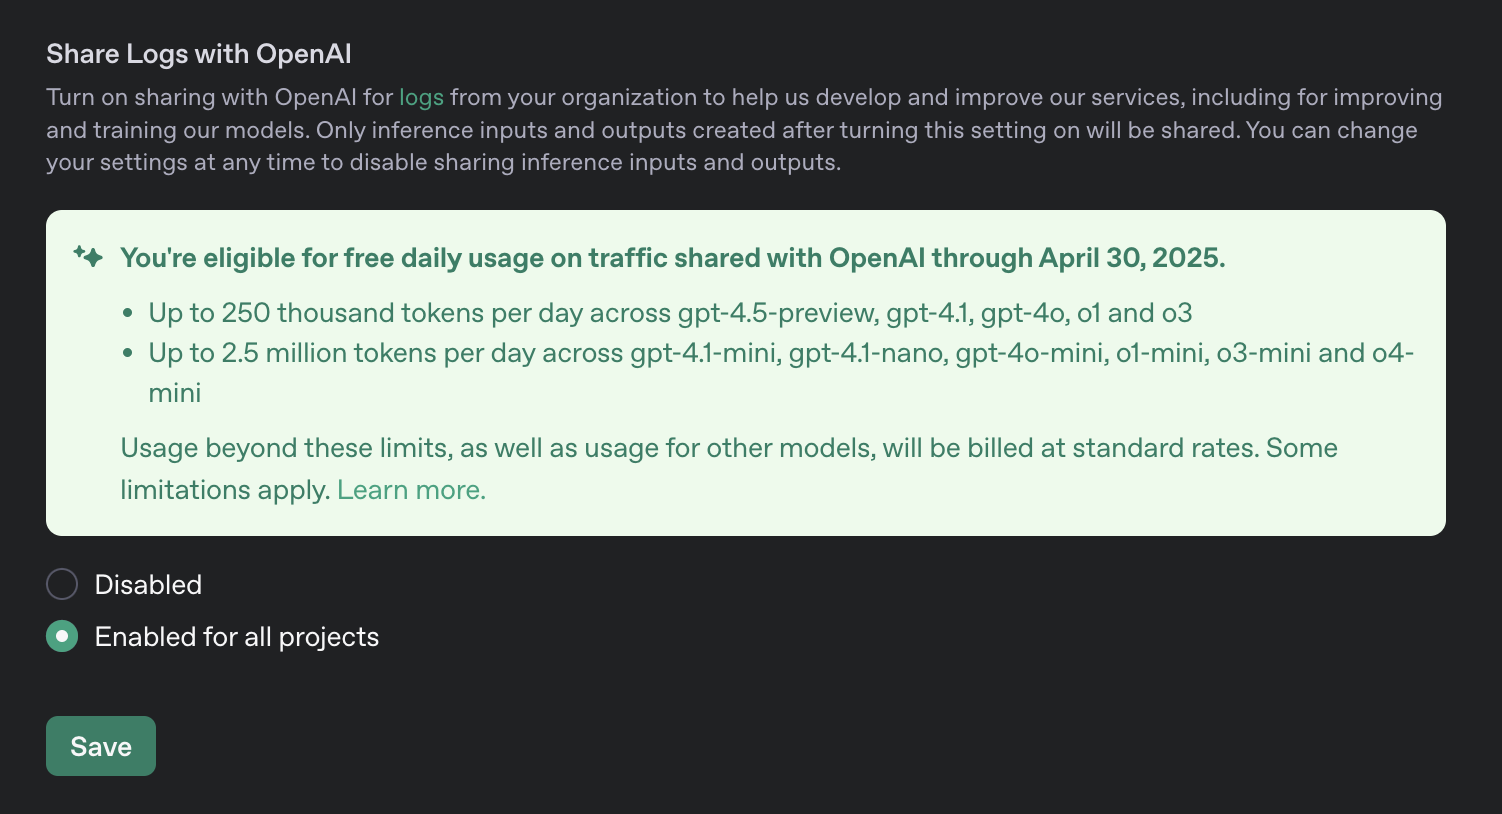 Share Logs with OpenAI
Turn on sharing with OpenAI for logs from your organization to help us develop and improve our services, including for improving
and training our models. Only inference inputs and outputs created after turning this setting on will be shared. You can change
your settings at any time to disable sharing inference inputs and outputs.
You're eligible for free daily usage on traffic shared with OpenAI through April 30, 2025.
• Up to 250 thousand tokens per day across gpt-4.5-preview, gpt-4.1, gpt-4o, o1 and o3
• Up to 2.5 million tokens per day across gpt-4.1-mini, gpt-4.1-nano, gpt-4o-mini, o1-mini, o3-mini and o4-
mini
Usage beyond these limits, as well as usage for other models, will be billed at standard rates. Some
limitations apply. Learn more.
Disabled
Enabled for all projects
Save